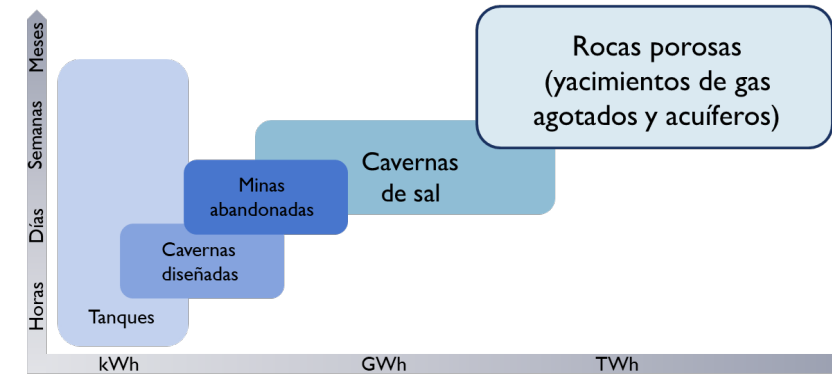 Meses
Semanas
Días
Horas
Rocas porosas
(yacimientos de gas
agotados y acuíferos)
Cavernas
de sal
Minas
abandonadas
Cavernas
diseñadas
Tanques
kWh
GWh
TWh